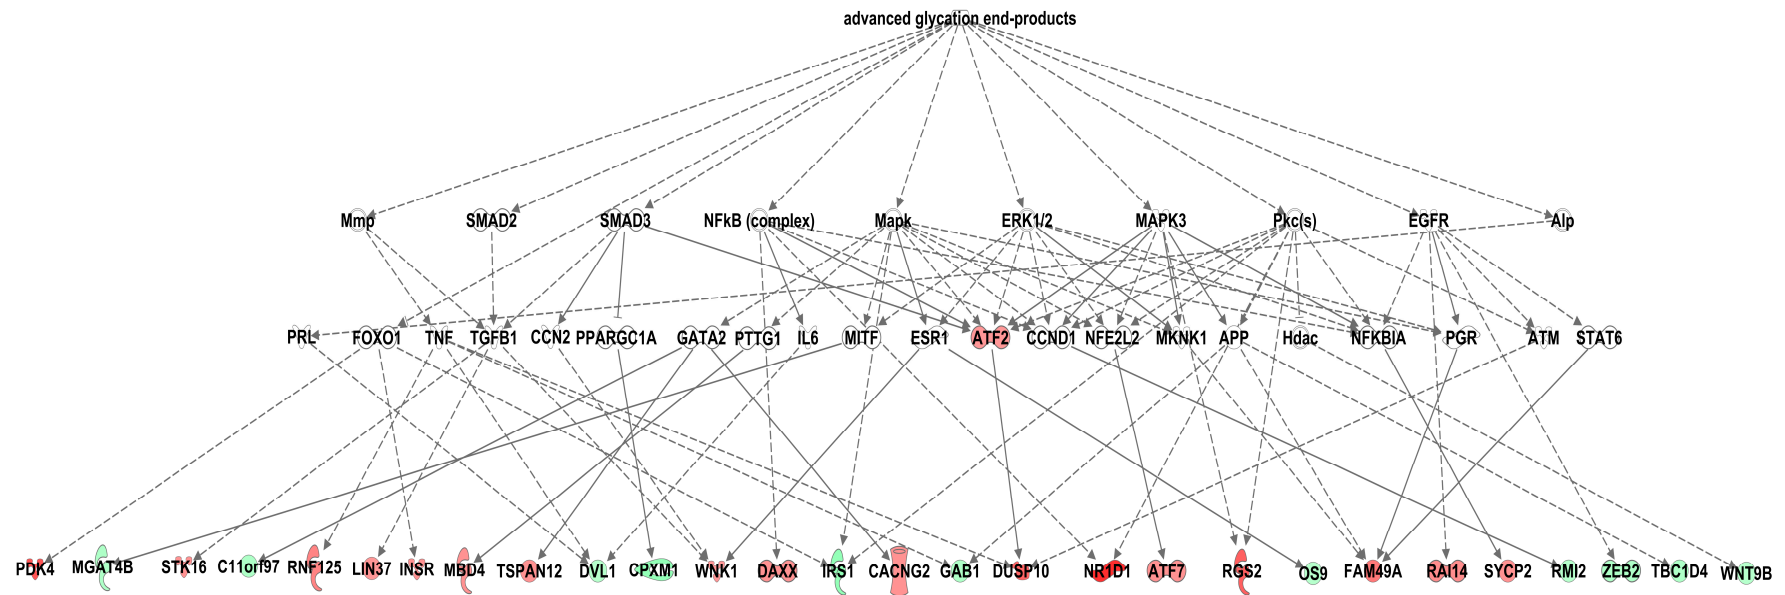 advanced glycation end-products
Mmp SMAD2 SMAD3 NFkB (complex) Mapk ERK1/2 MAPK3 Pkc(s) EGFR Alp
PRL FOXO1 TNF TGFB1 CCN2 PPARGC1A GATA2 PTTG1 IL6 MITF ESR1 ATF2 CCND1 NFE2L2 MKNK1 APP Hdac NFKBIA PGR ATM STAT6
PDK4 MGAT4B STK16 C11orf97 RNF125 LIN37 INSR MBD4 TSPAN12 DVL1 CPXM1 WNK1 DAXX IRS1 CACNG2 GAB1 DUSP10 NR1D1 ATF7 RGS2 OS9 FAM49A RAI14 SYCP2 RMI2 ZEB2 TBC1D4 WNT9B